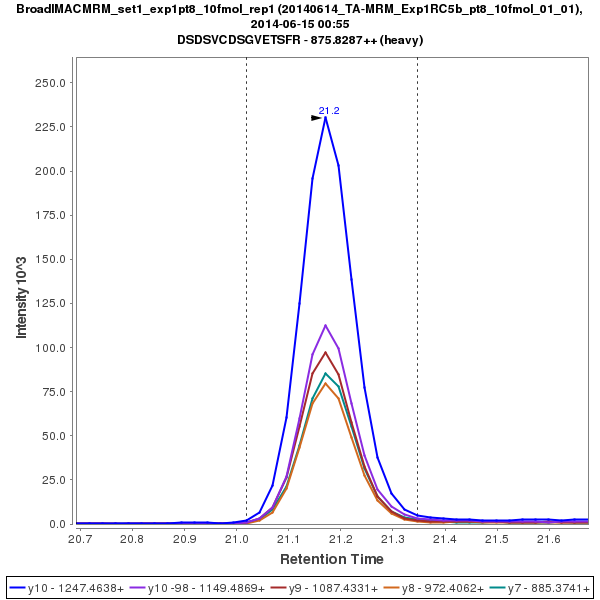 BroadIMACMRM_set1_exp1pt8_10fmol_rep1 (20140614_TA-MRM_Exp1RC5b_pt8_10fmol_01_01),
2014-06-15 00:55
DSDSVCDSGVETSFR - 875.8287++ (heavy)
21.2
250.0
225.0
200.0
175.0
150.0
125.0
100.0
75.0
50.0
25.0
0.0
Intensity 10^3
20.7 20.8 20.9 21.0 21.1 21.2 21.3 21.4 21.5 21.6
Retention Time
y10 - 1247.4638+ y10 -98 - 1149.4869+ y9 - 1087.4331+ y8 - 972.4062+ y7 - 885.3741+